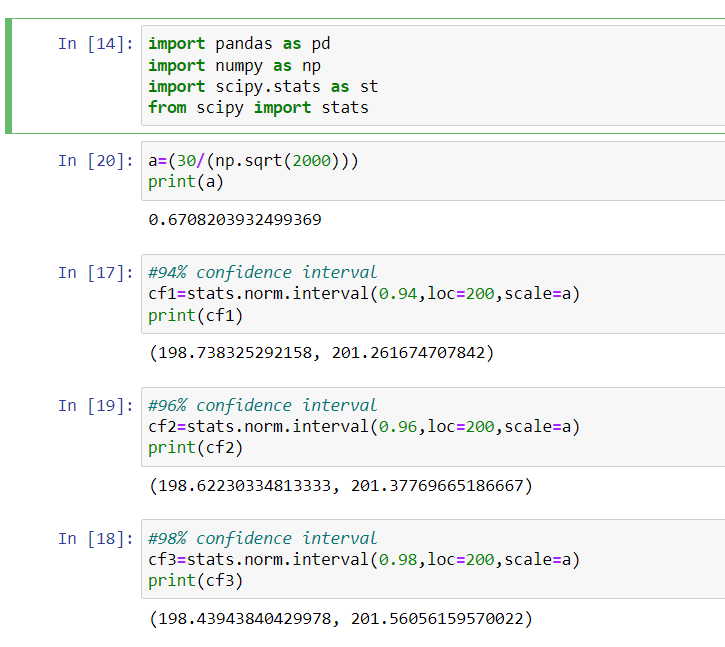 In [14]: import pandas as pd
import numpy as np
import scipy.stats as st
from scipy import stats
In [20]: a=(30/(np.sqrt(2000)))
print(a)
0.6708203932499369
In [17]: #94% confidence interval
cf1=stats.norm.interval(0.94,loc=200,scale=a)
print(cf1)
(198.738325292158, 201.261674707842)
In [19]: #96% confidence interval
cf2=stats.norm.interval(0.96,loc=200,scale=a)
print(cf2)
(198.62230334813333, 201.37769665186667)
In [18]: #98% confidence interval
cf3=stats.norm.interval(0.98,loc=200,scale=a)
print(cf3)
(198.43943840429978, 201.56056159570022)